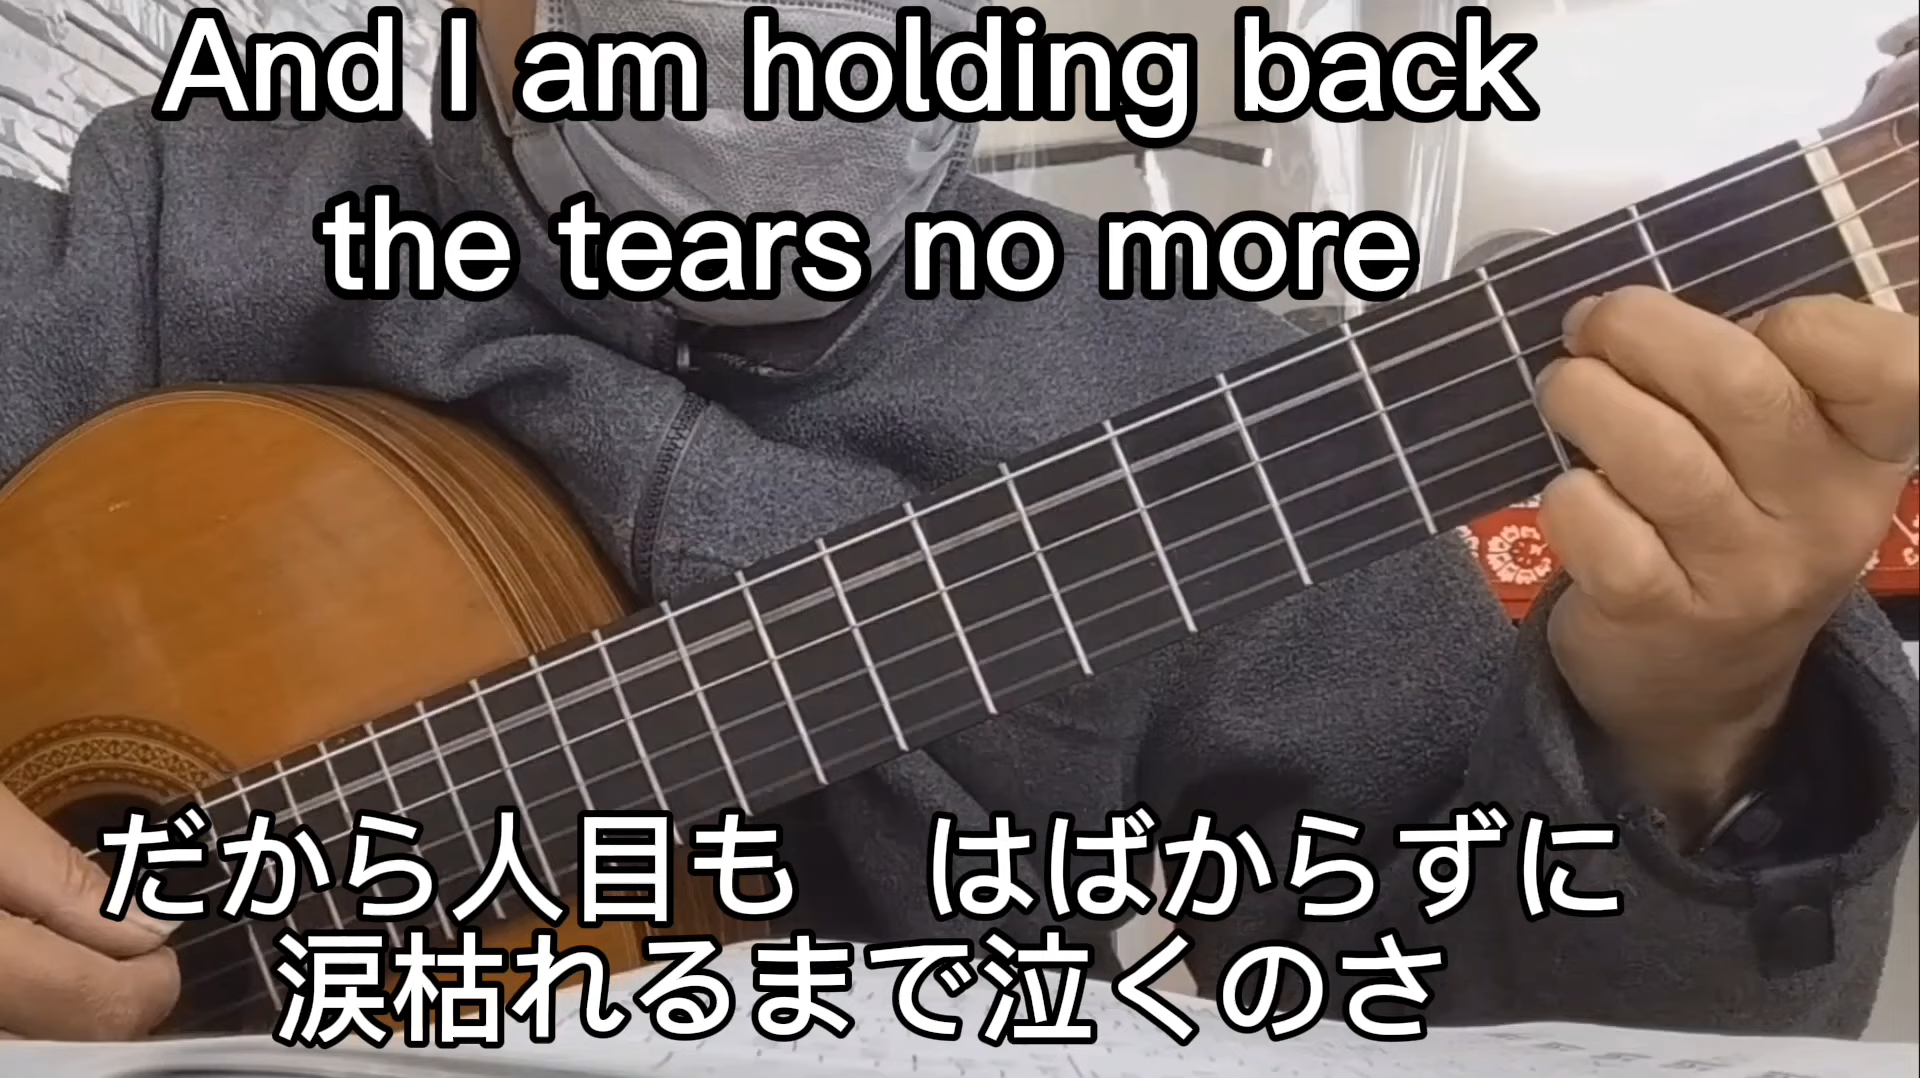 And I am holding back
the tears no more
だから人目も　はばからずに
涙枯れるまで泣くのさ